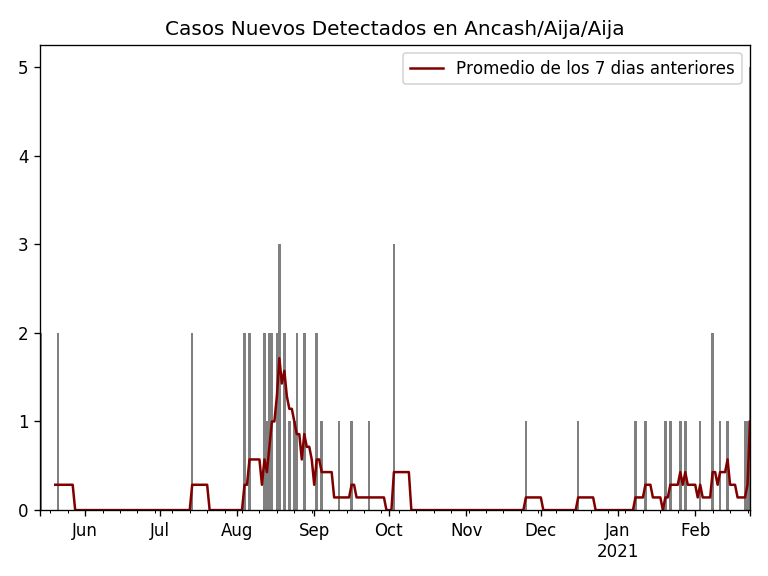 Casos Nuevos Detectados en Ancash/Aija/Aija
Promedio de los 7 dias anteriores
5
4
3
2
1
0
Jun Jul Aug Sep Oct Nov Dec Jan Feb
2021